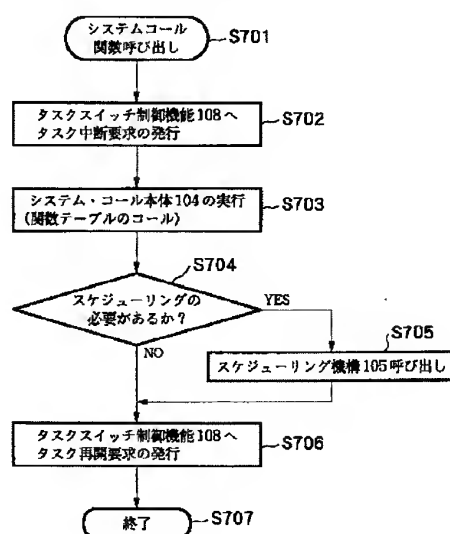 システムコール
関数呼び出し
S701
タスクスイッチ制御機能108へ
タスク中断要求の発行
S702
システム・コール本体104の実行
(関数テーブルのコール)
S703
S704
スケジューリングの
必要があるか?
YES
NO
S705
スケジューリング機構105呼び出し
タスクスイッチ制御機能108へ
タスク再開要求の発行
S706
終了
S707